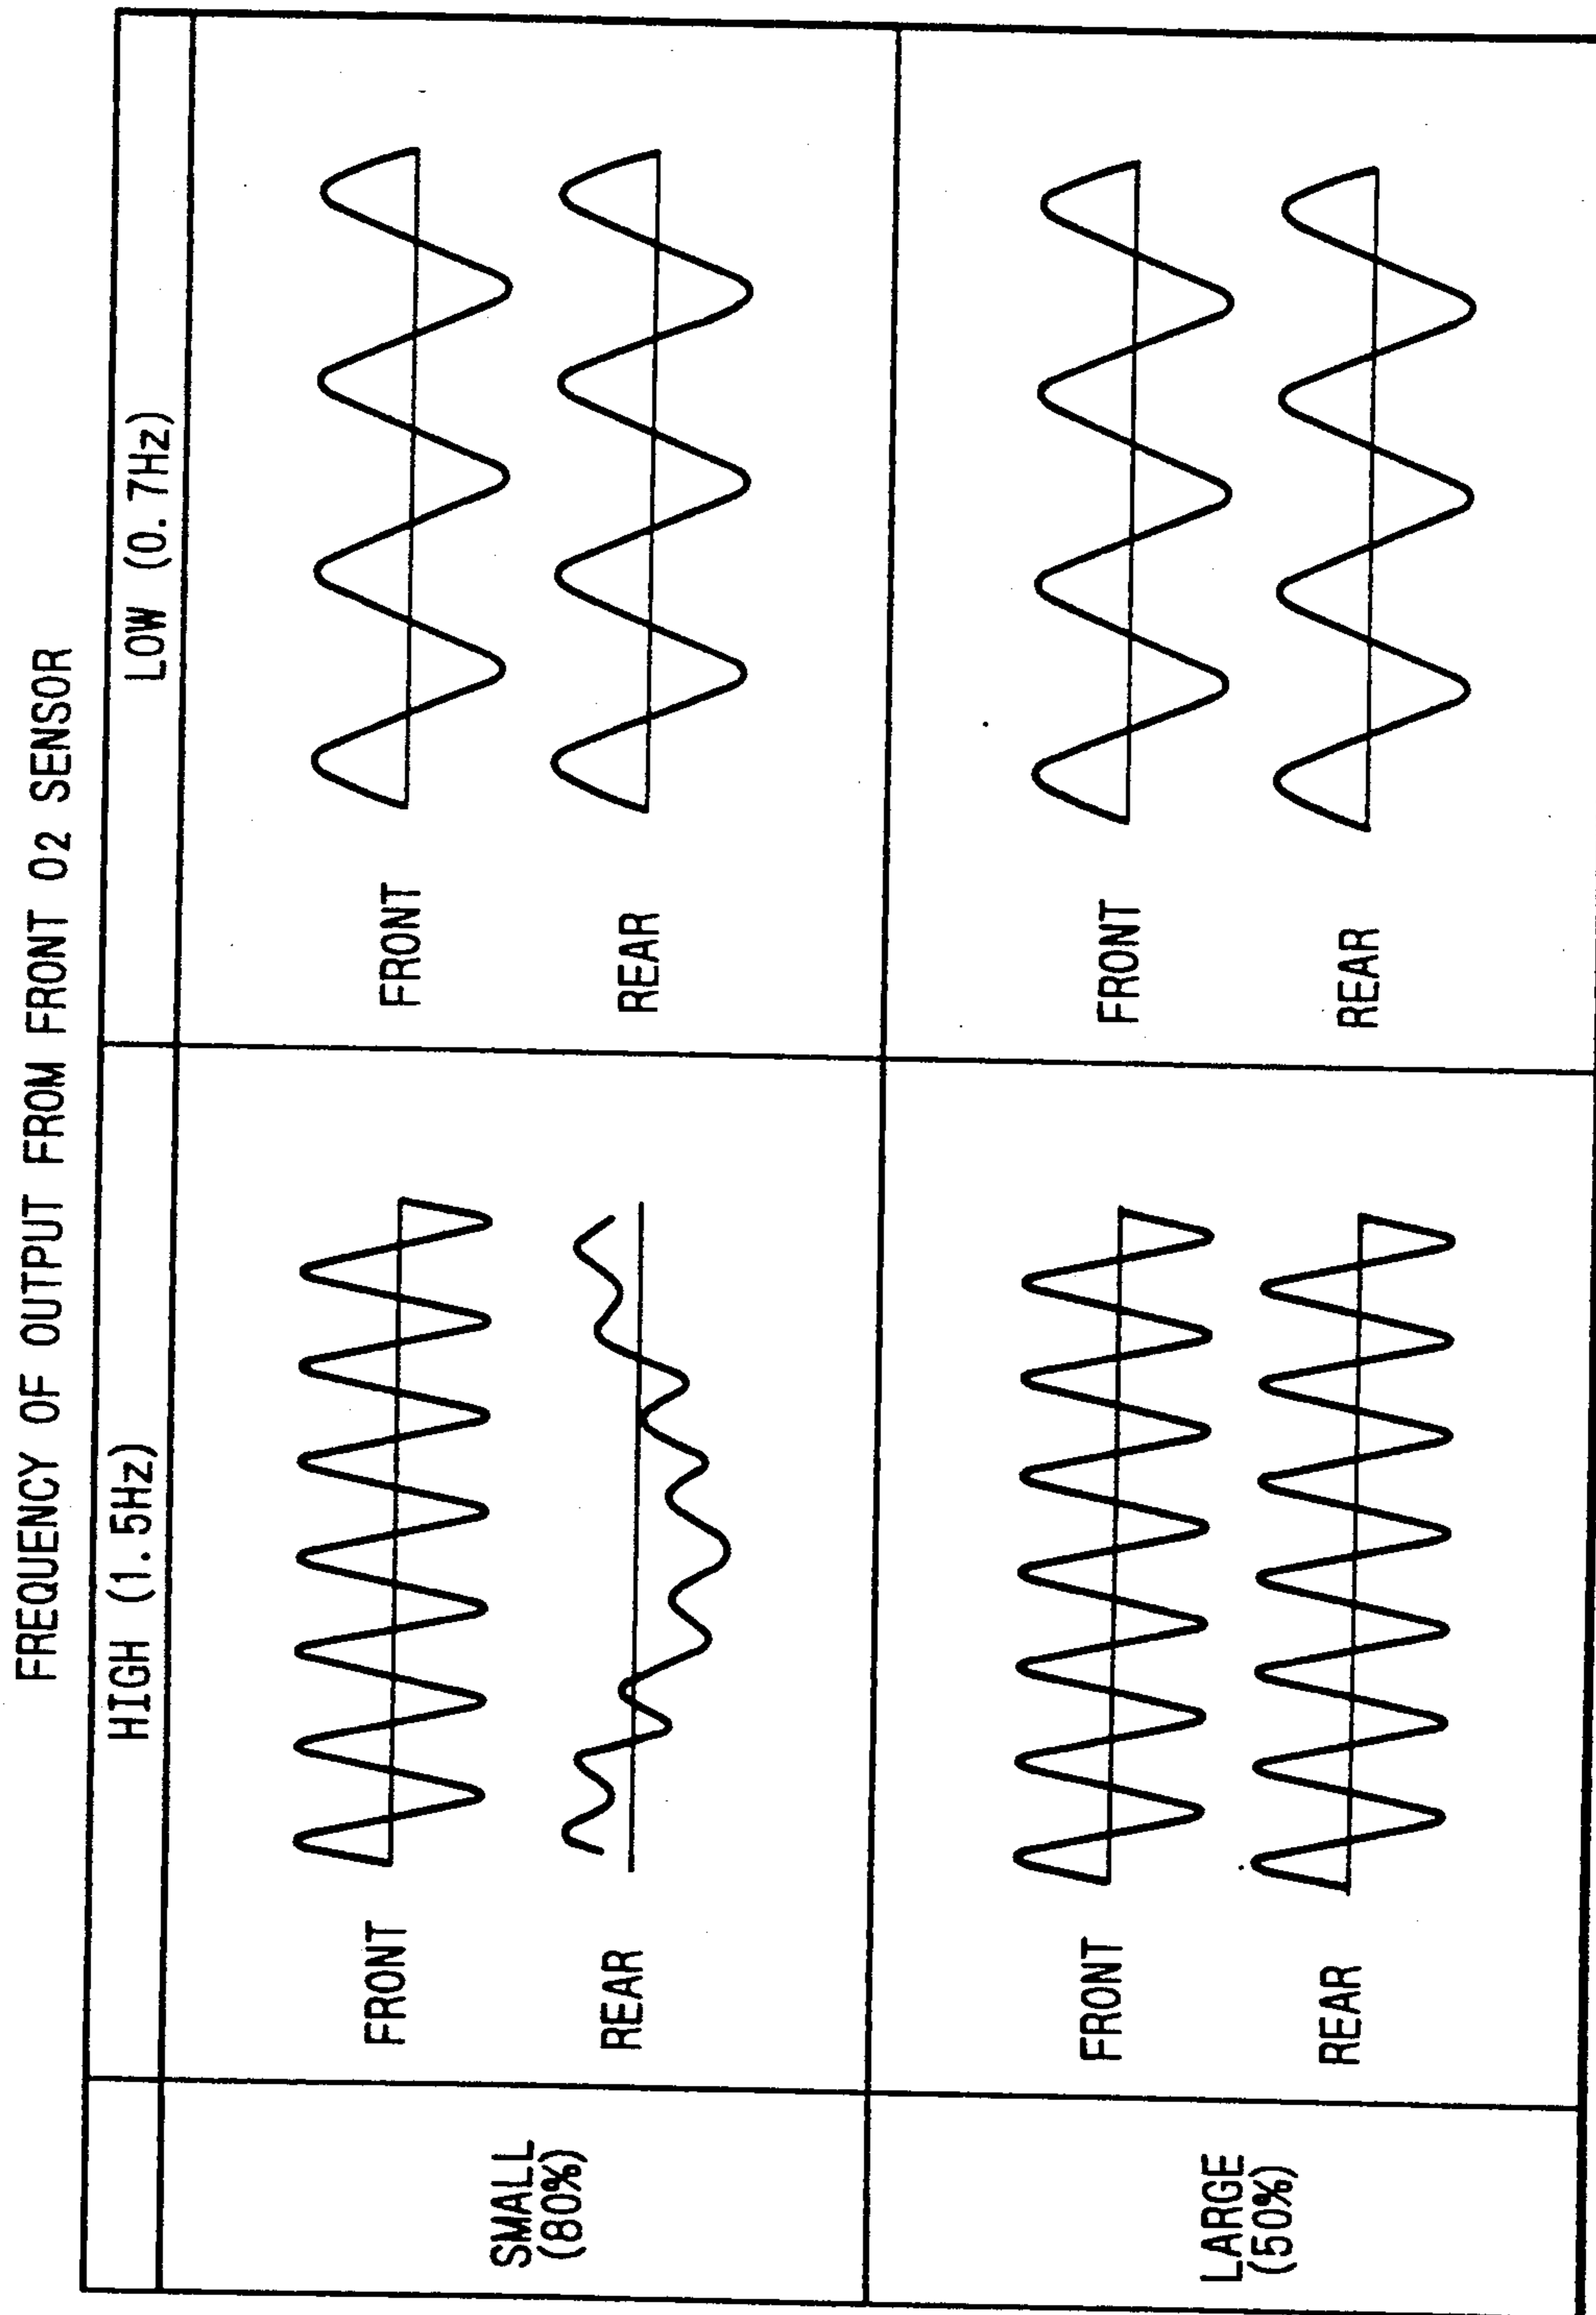 FREQUENCY OF OUTPUT FROM FRONT O2 SENSOR
HIGH (1.5Hz)
LOW (0.7Hz)
SMALL
(80%)
FRONT
REAR
FRONT
REAR
LARGE
(50%)
FRONT
REAR
FRONT
REAR